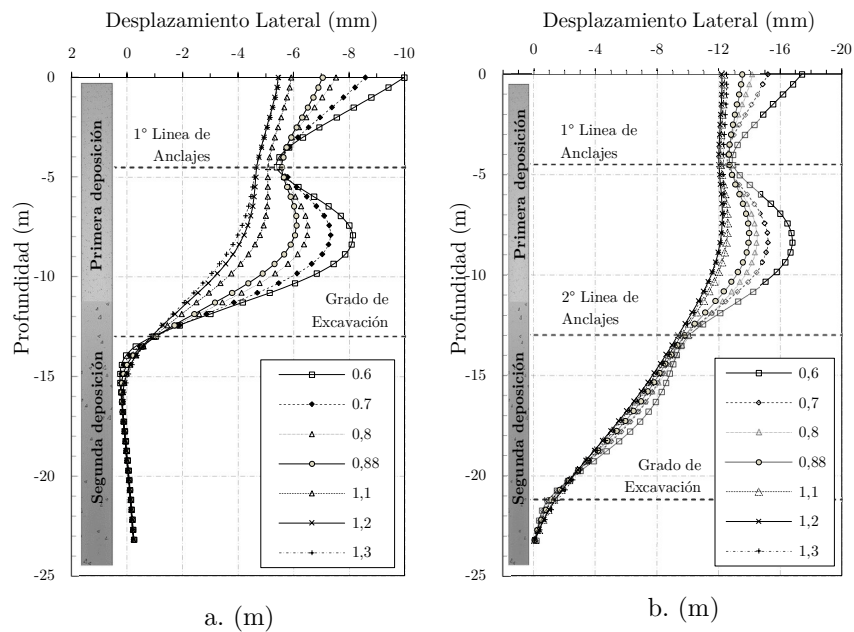 Desplazamiento Lateral (mm)
2 0 -2 -4 -6 -8 -10
Profundidad (m)
0
-5
-10
-15
-20
-25
Primera deposición
Segunda deposición
1° Linea de
Anclajes
Grado de
Excavación
0.6
0.7
0,8
0,88
1,1
1,2
1,3
a. (m)
Desplazamiento Lateral (mm)
0 -4 -8 -12 -16 -20
Profundidad (m)
0
-5
-10
-15
-20
-25
Primera deposición
Segunda deposición
1° Linea de
Anclajes
2° Linea de
Anclajes
Grado de
Excavación
0,6
0,7
0,8
0,88
1,1
1,2
1,3
b. (m)